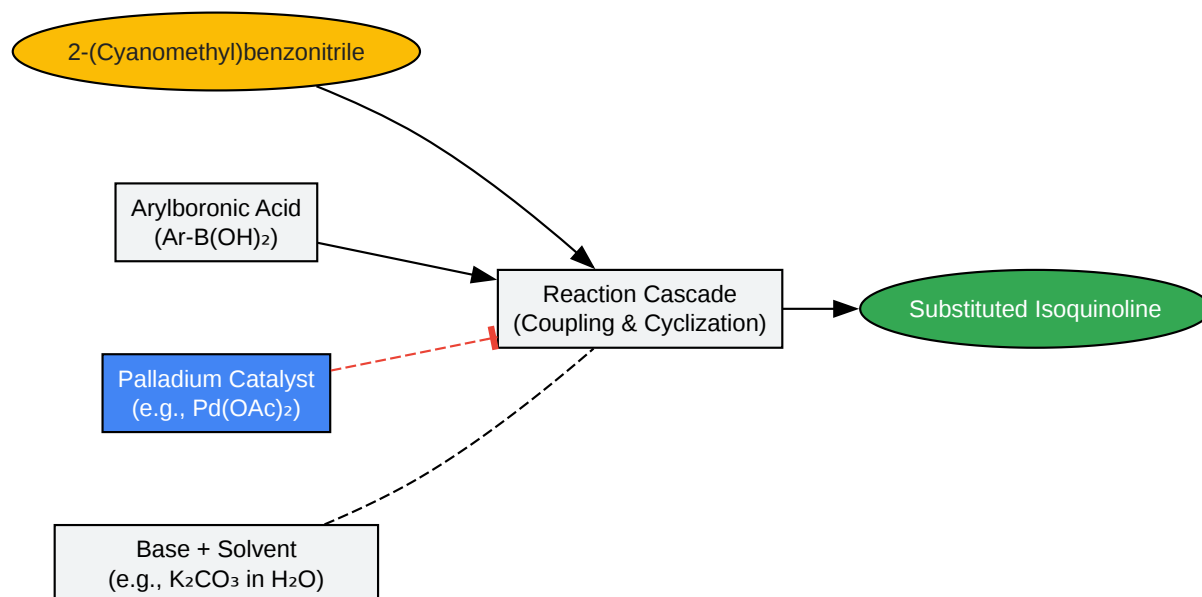 2-(Cyanomethyl)benzonitrile
Arylboronic Acid
(Ar-B(OH)₂)
Reaction Cascade
(Coupling & Cyclization)
Substituted Isoquinoline
Palladium Catalyst
(e.g., Pd(OAc)₂)
Base + Solvent
(e.g., K₂CO₃ in H₂O)